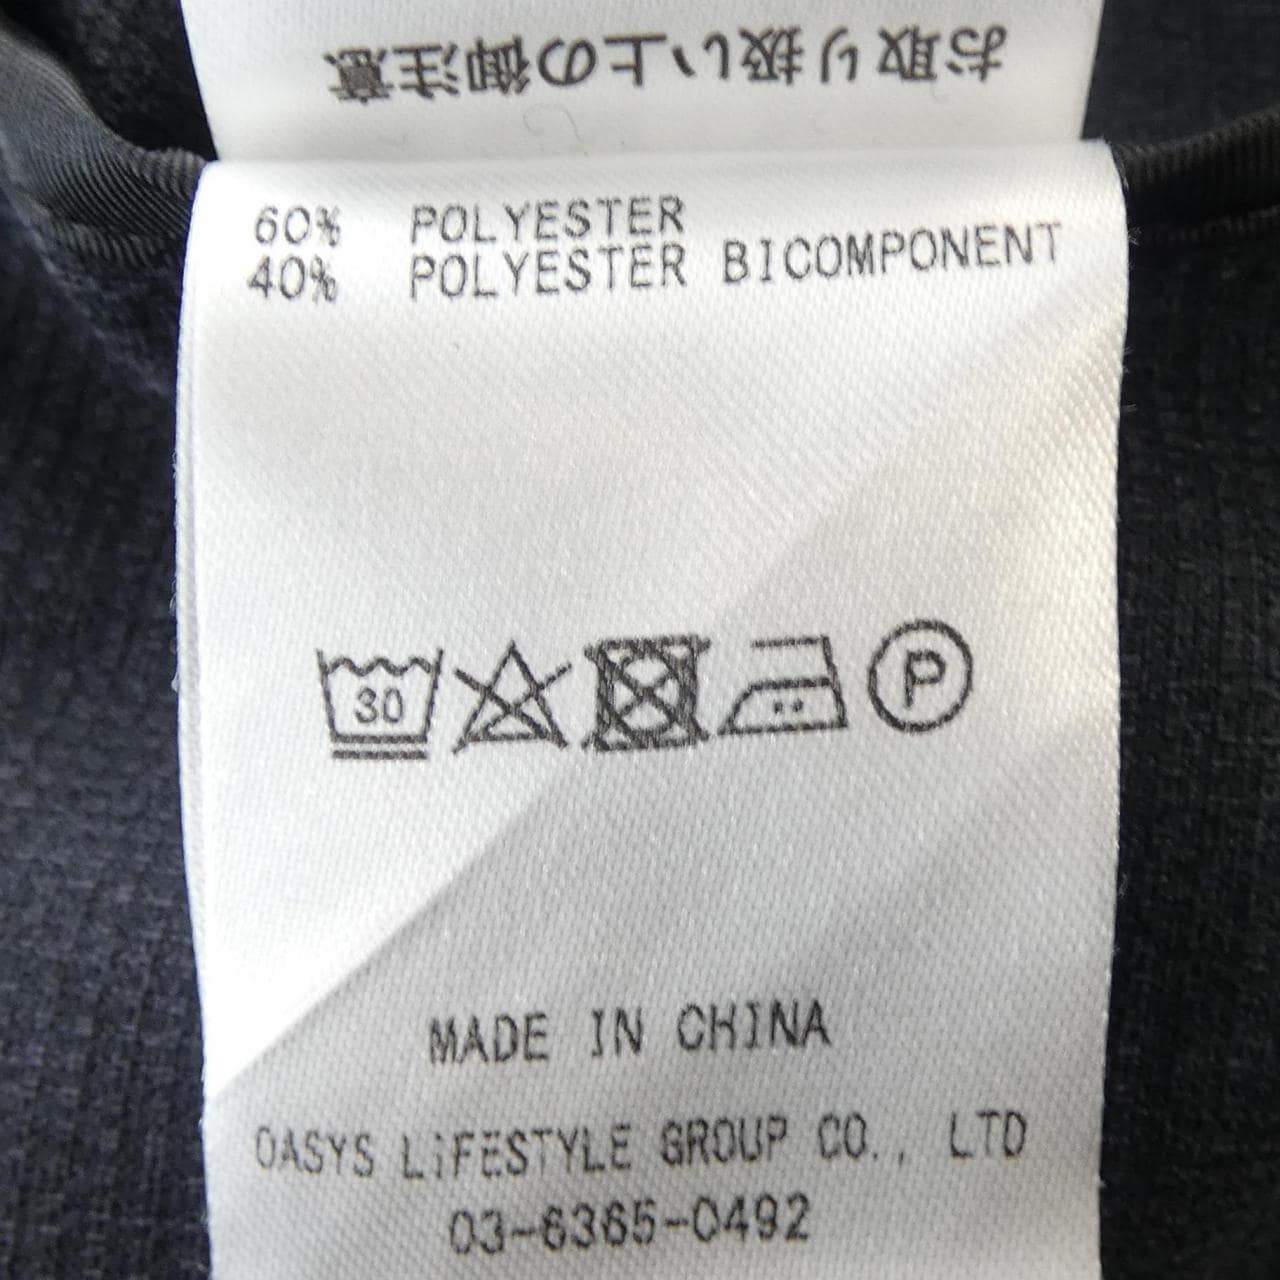 お取り扱い上の御注意
60% POLYESTER
40% POLYESTER BICOMPONENT
30
P
MADE IN CHINA
OASYS LiFESTYLE GROUP CO., LTD
03-6365-0492